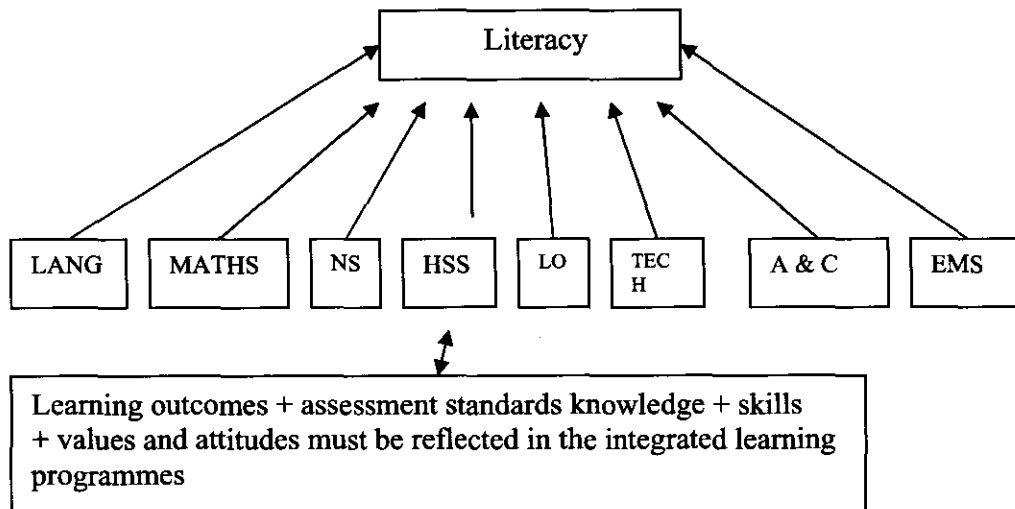 Literacy
LANG
MATHS
NS
HSS
LO
TEC
H
A & C
EMS
Learning outcomes + assessment standards knowledge + skills
+ values and attitudes must be reflected in the integrated learning
programmes